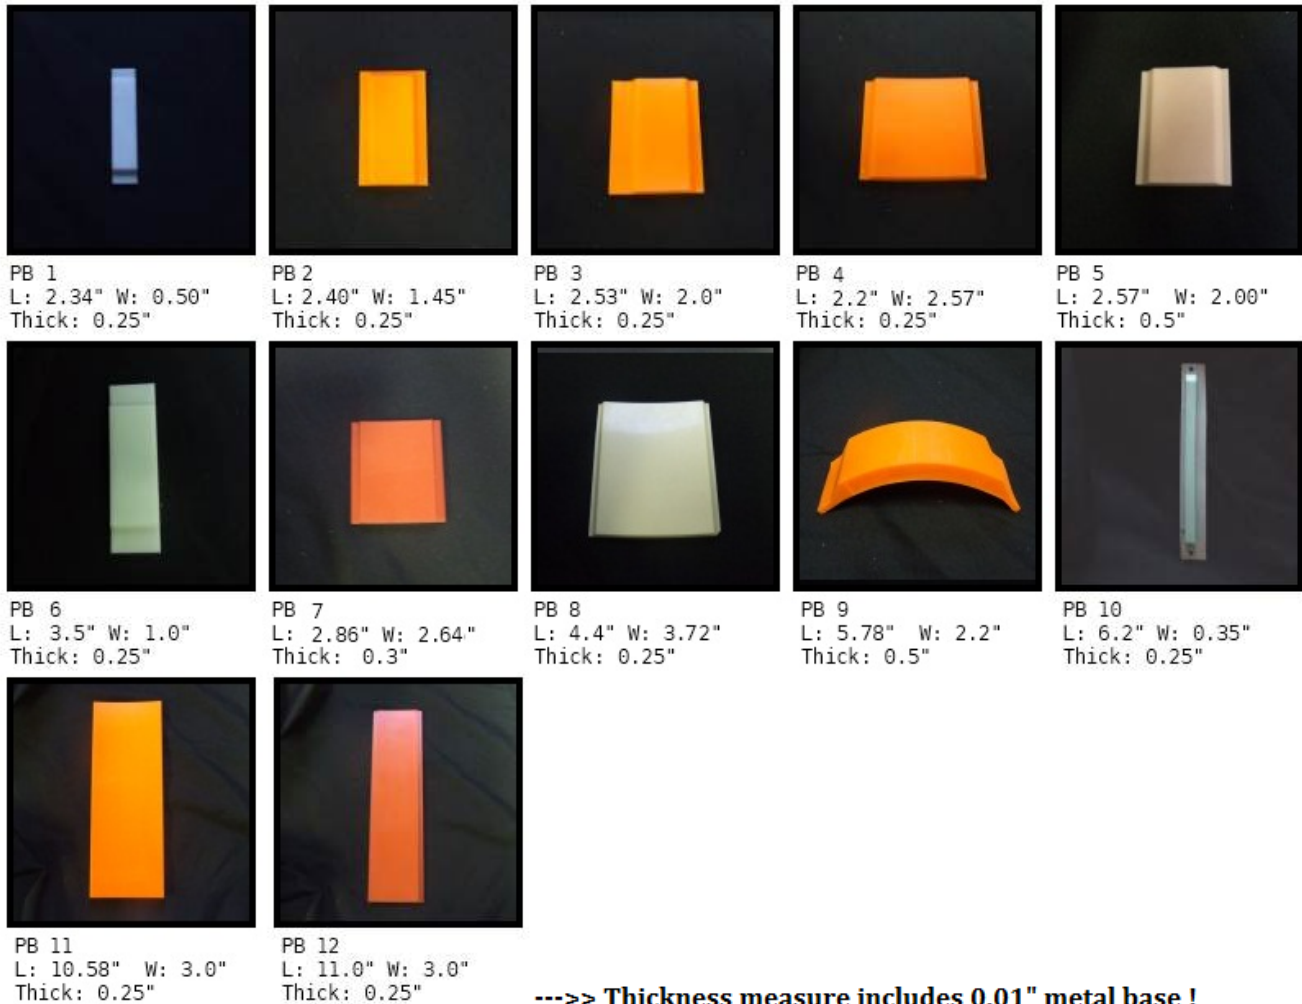 PB 1
L: 2.34" W: 0.50"
Thick: 0.25"
PB 2
L: 2.40" W: 1.45"
Thick: 0.25"
PB 3
L: 2.53" W: 2.0"
Thick: 0.25"
PB 4
L: 2.2" W: 2.57"
Thick: 0.25"
PB 5
L: 2.57" W: 2.00"
Thick: 0.5"
PB 6
L: 3.5" W: 1.0"
Thick: 0.25"
PB 7
L: 2.86" W: 2.64"
Thick: 0.3"
PB 8
L: 4.4" W: 3.72"
Thick: 0.25"
PB 9
L: 5.78" W: 2.2"
Thick: 0.5"
PB 10
L: 6.2" W: 0.35"
Thick: 0.25"
PB 11
L: 10.58" W: 3.0"
Thick: 0.25"
PB 12
L: 11.0" W: 3.0"
Thick: 0.25"
--->> Thickness measure includes 0.01" metal base !